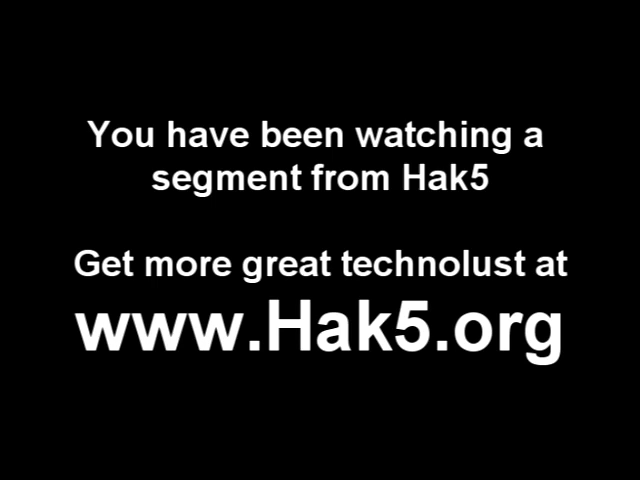 You have been watching a
segment from Hak5
Get more great technolust at
www.Hak5.org